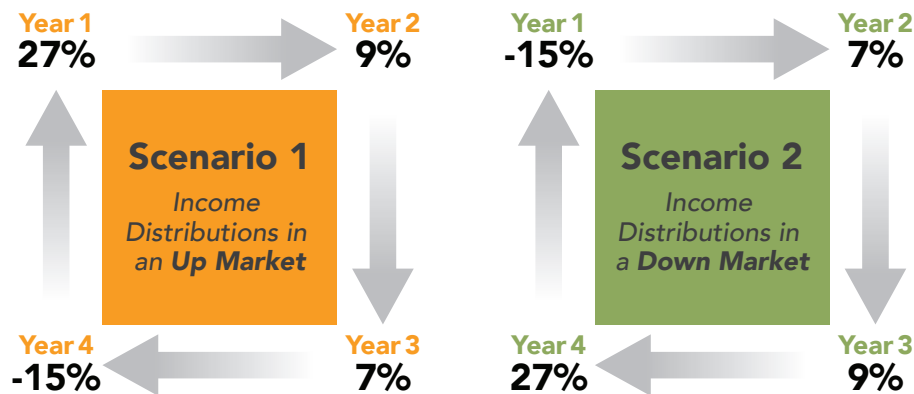 Year 1
27%
Year 2
9%
Scenario 1
Income
Distributions in
an Up Market
Year 4
-15%
Year 3
7%
Year 1
-15%
Year 2
7%
Scenario 2
Income
Distributions in
a Down Market
Year 4
27%
Year 3
9%